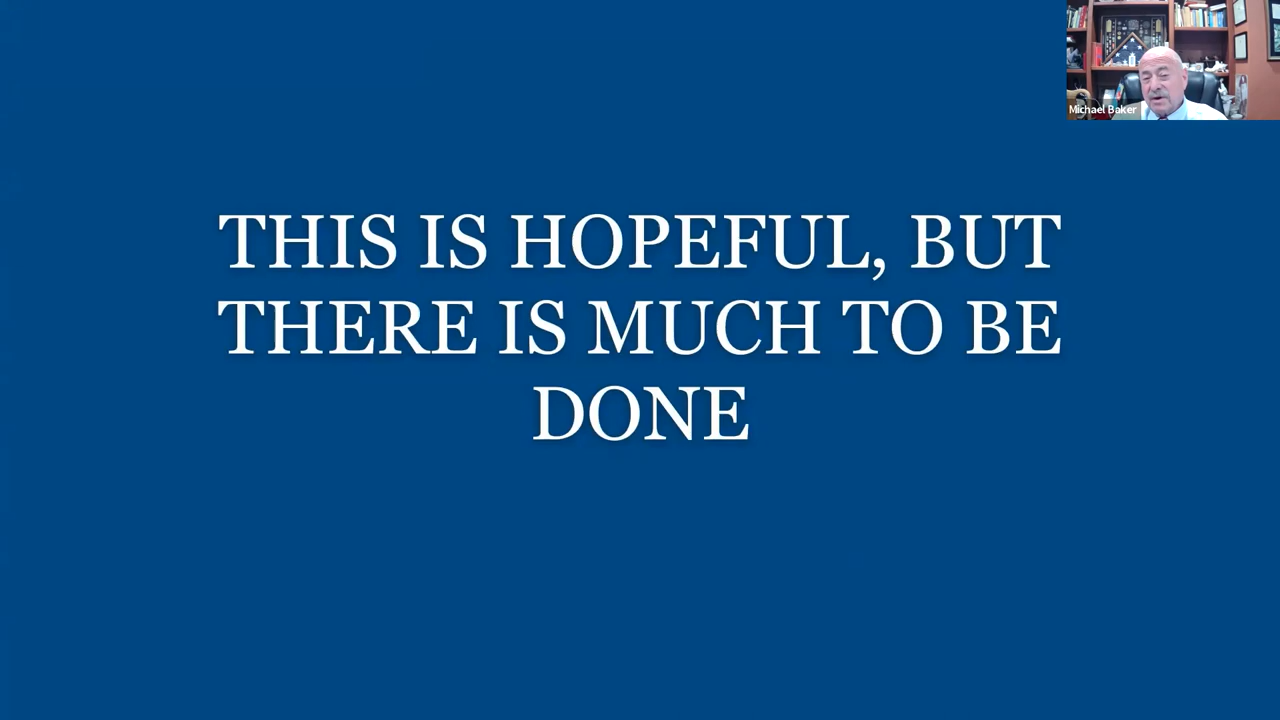 Michael Baker
THIS IS HOPEFUL, BUT
THERE IS MUCH TO BE
DONE